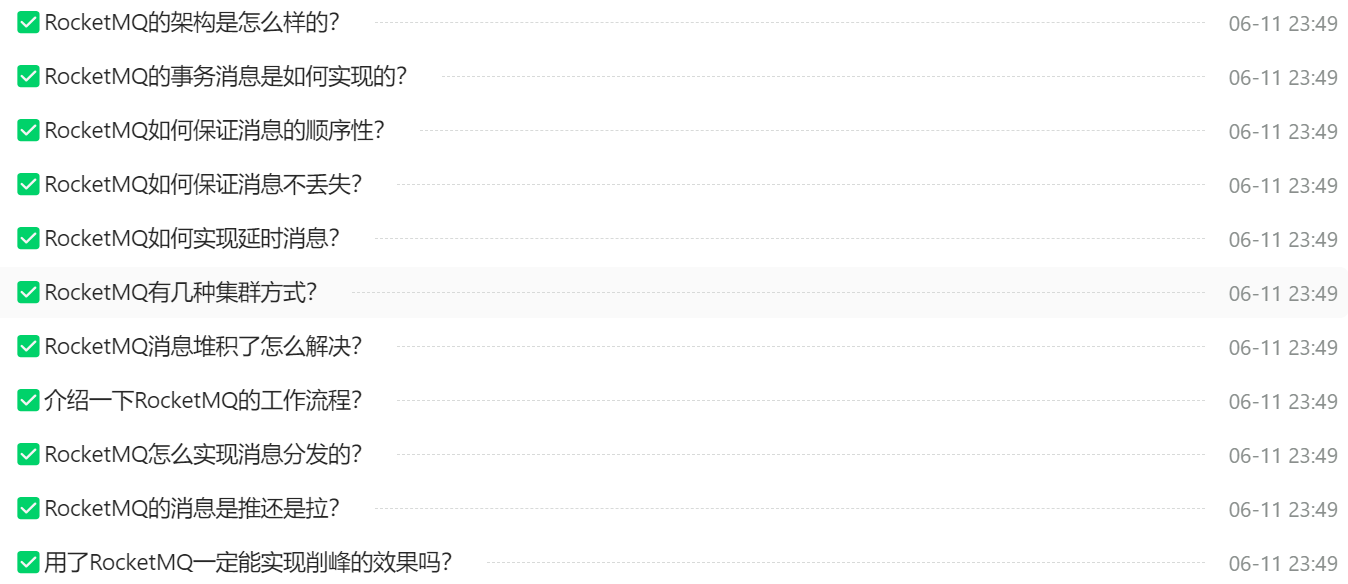 RocketMQ的架构是怎么样的? 06-11 23:49
RocketMQ的事务消息是如何实现的? 06-11 23:49
RocketMQ如何保证消息的顺序性? 06-11 23:49
RocketMQ如何保证消息不丢失? 06-11 23:49
RocketMQ如何实现延时消息? 06-11 23:49
RocketMQ有几种集群方式? 06-11 23:49
RocketMQ消息堆积了怎么解决? 06-11 23:49
介绍一下RocketMQ的工作流程? 06-11 23:49
RocketMQ怎么实现消息分发的? 06-11 23:49
RocketMQ的消息是推还是拉? 06-11 23:49
用了RocketMQ一定能实现削峰的效果吗? 06-11 23:49